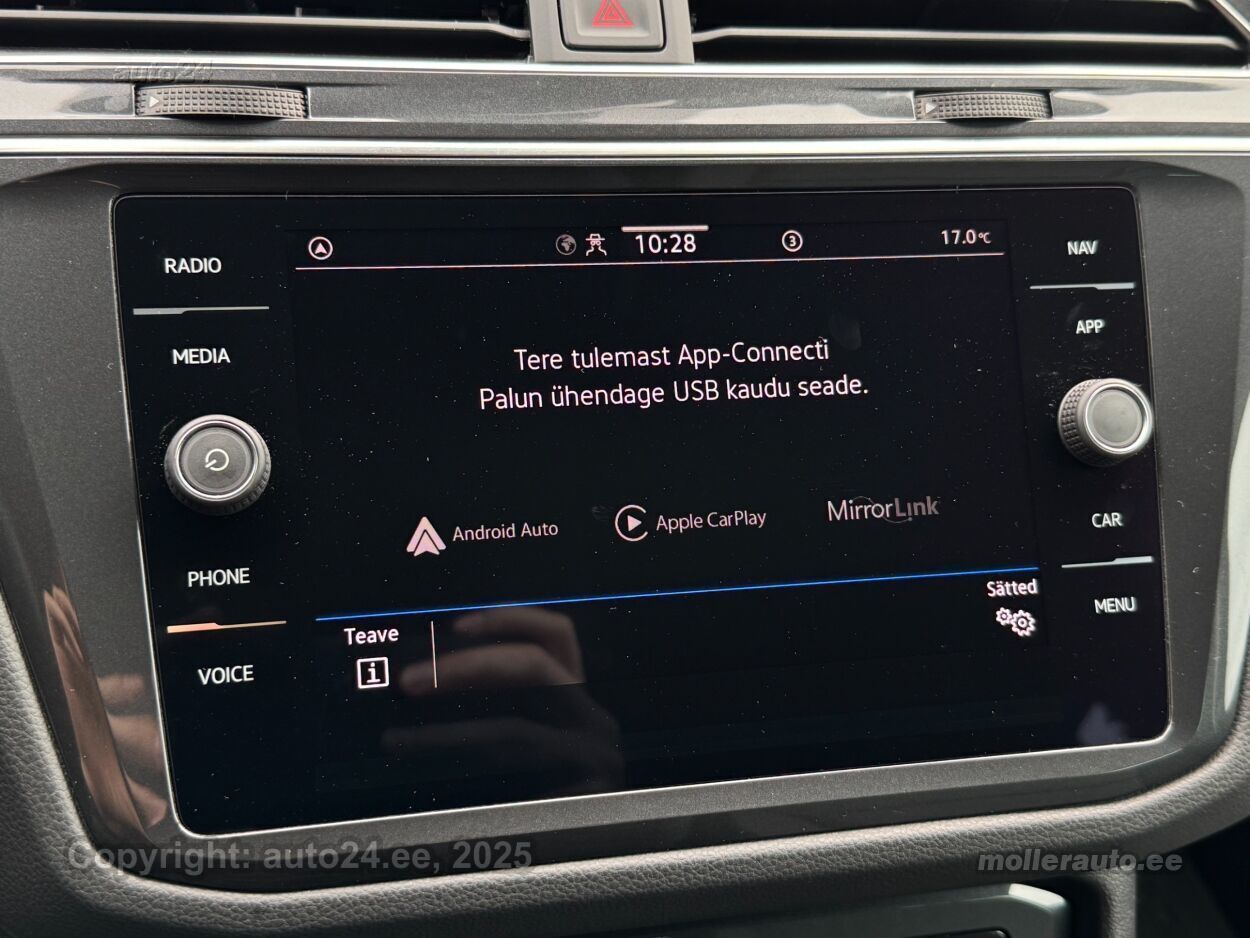 auto24
RADIO
MEDIA
PHONE
VOICE
10:28
3
17.0°C
Tere tulemast App-Connecti
Palun ühendage USB kaudu seade.
Android Auto
Apple CarPlay
MirrorLink
Teave
i
Sätted
NAV
APP
CAR
MENU
Copyright: auto24.ee, 2025
mollerauto.ee